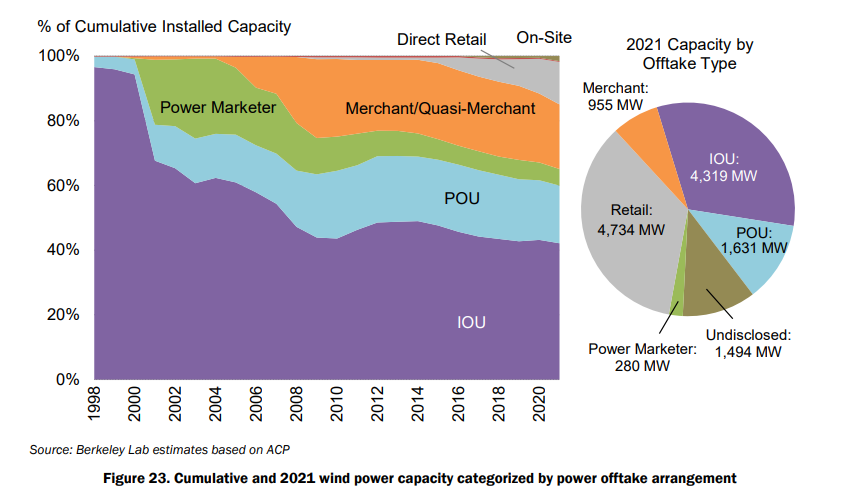 % of Cumulative Installed Capacity
100%
80%
60%
40%
20%
0%
Direct Retail
On-Site
Power Marketer
Merchant/Quasi-Merchant
POU
IOU
1998
2000
2002
2004
2006
2008
2010
2012
2014
2016
2018
2020
2021 Capacity by
Offtake Type
Merchant:
955 MW
IOU:
4,319 MW
Retail:
4,734 MW
POU:
1,631 MW
Undisclosed:
1,494 MW
Power Marketer:
280 MW
Source: Berkeley Lab estimates based on ACP
Figure 23. Cumulative and 2021 wind power capacity categorized by power offtake arrangement